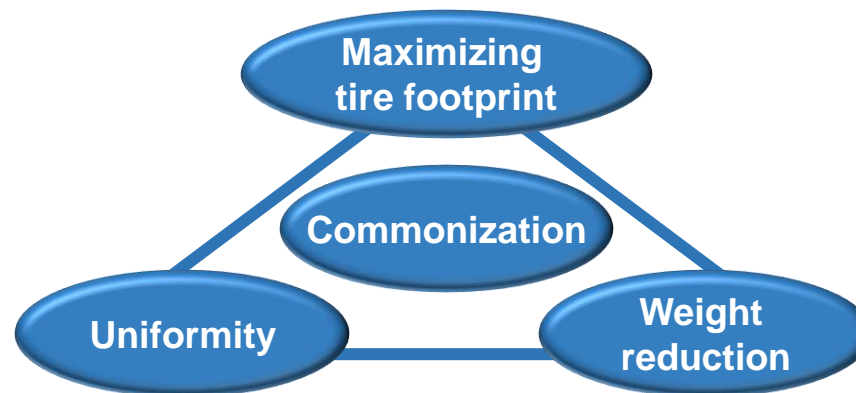 Maximizing
tire footprint
Commonization
Uniformity
Weight
reduction